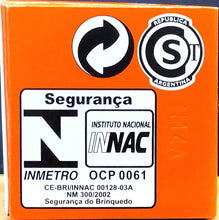 REPUBLICA
S T
ARGENTINA
Segurança
INSTITUTO NACIONAL
INNAC
INMETRO OCP 0061
CE-BRI/INNAC 00128-03A
NM 300/2002
Segurança do Brinquedo